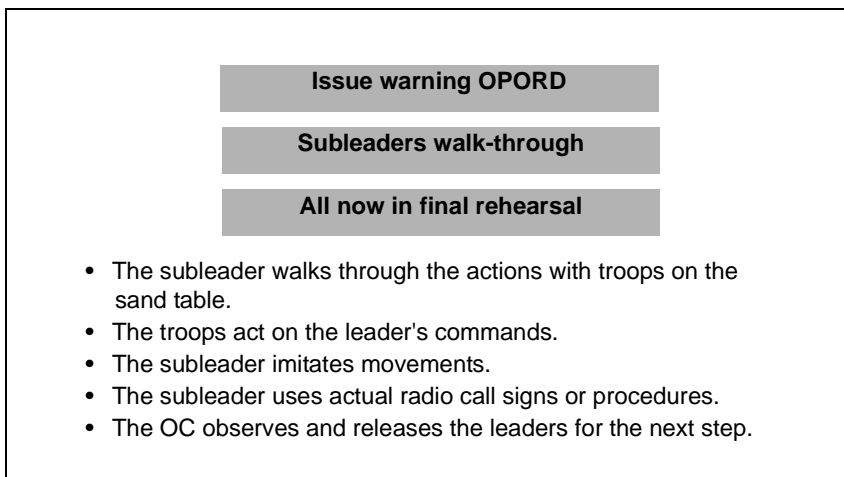 Issue warning OPORD
Subleaders walk-through
All now in final rehearsal
• The subleader walks through the actions with troops on the
sand table.
• The troops act on the leader's commands.
• The subleader imitates movements.
• The subleader uses actual radio call signs or procedures.
• The OC observes and releases the leaders for the next step.